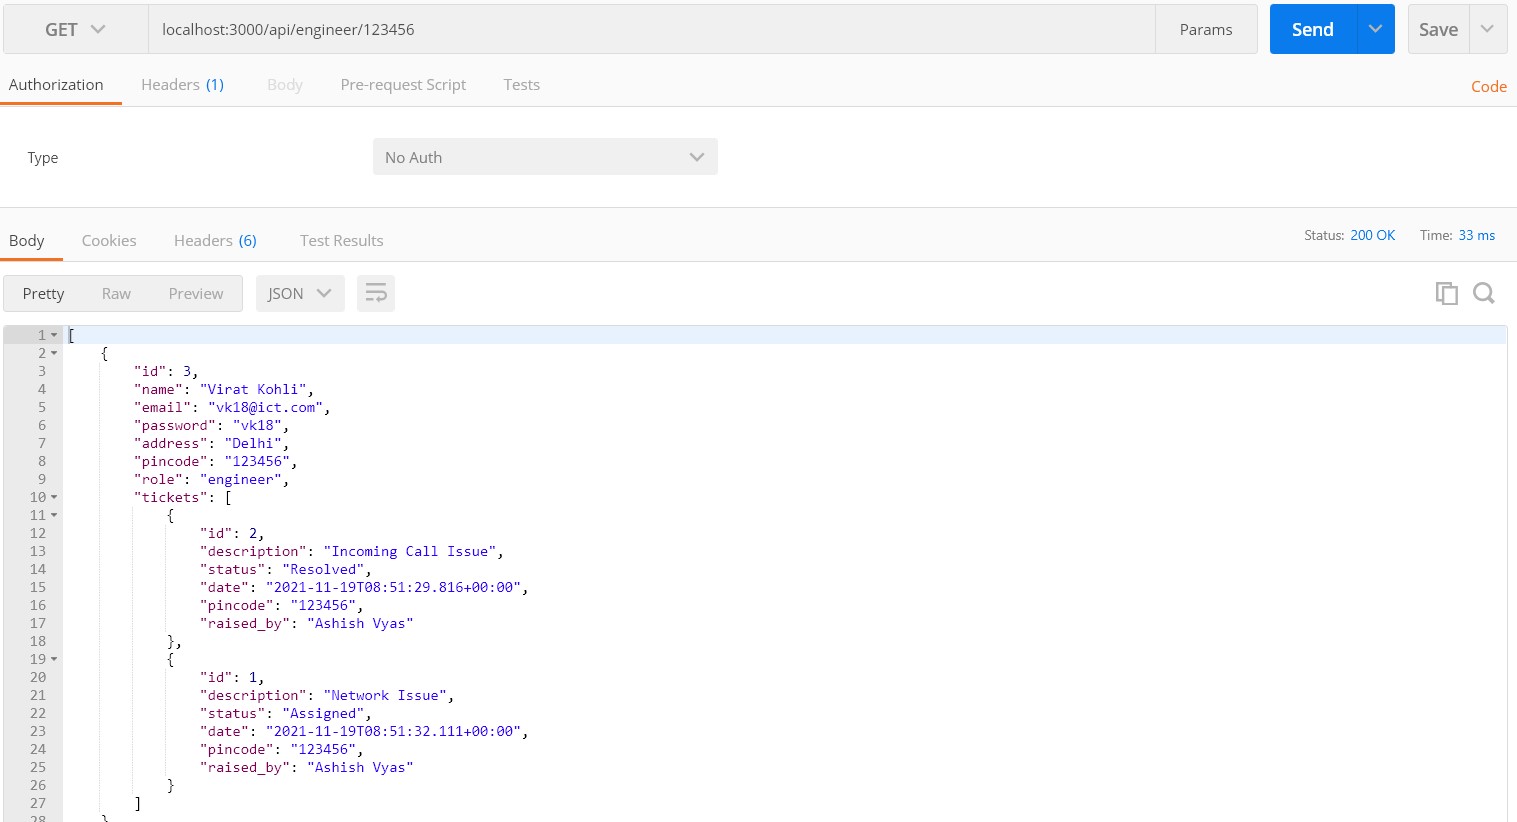 GET localhost:3000/api/engineer/123456 Params Send Save
Authorization Headers (1) Body Pre-request Script Tests Code
Type No Auth
Body Cookies Headers (6) Test Results Status: 200 OK Time: 33 ms
Pretty Raw Preview JSON
1 [
2 {
3 "id": 3,
4 "name": "Virat Kohli",
5 "email": "vk18@ict.com",
6 "password": "vk18",
7 "address": "Delhi",
8 "pincode": "123456",
9 "role": "engineer",
10 "tickets": [
11 {
12 "id": 2,
13 "description": "Incoming Call Issue",
14 "status": "Resolved",
15 "date": "2021-11-19T08:51:29.816+00:00",
16 "pincode": "123456",
17 "raised_by": "Ashish Vyas"
18 },
19 {
20 "id": 1,
21 "description": "Network Issue",
22 "status": "Assigned",
23 "date": "2021-11-19T08:51:32.111+00:00",
24 "pincode": "123456",
25 "raised_by": "Ashish Vyas"
26 }
27 ]
28 }